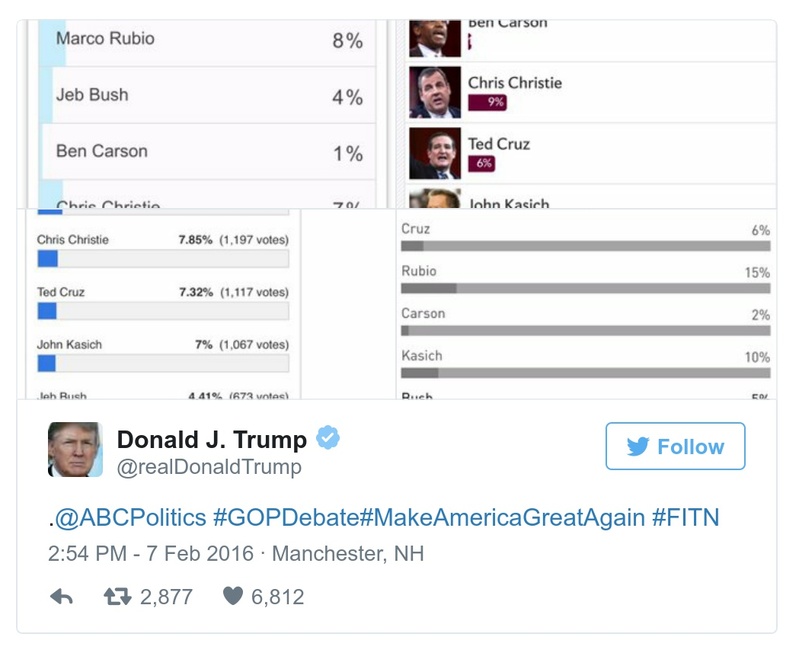 Marco Rubio 8%
Jeb Bush 4%
Ben Carson 1%
Chris Christie 7%
Ben Carson
Chris Christie
9%
Ted Cruz
6%
John Kasich
Chris Christie 7.85% (1,197 votes)
Ted Cruz 7.32% (1,117 votes)
John Kasich 7% (1,067 votes)
Jeb Bush 4.41% (673 votes)
Cruz 6%
Rubio 15%
Carson 2%
Kasich 10%
Bush 5%
Donald J. Trump
@realDonaldTrump
Follow
.@ABCPolitics #GOPDebate#MakeAmericaGreatAgain #FITN
2:54 PM - 7 Feb 2016 · Manchester, NH
2,877 6,812